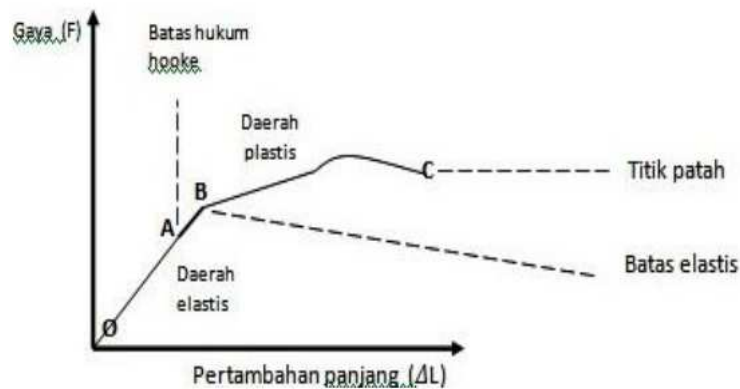 Gaya (F)
Batas hukum
hooke
Daerah
plastis
B
C
Titik patah
A
Batas elastis
Daerah
elastis
O
Pertambahan panjang (ΔL)